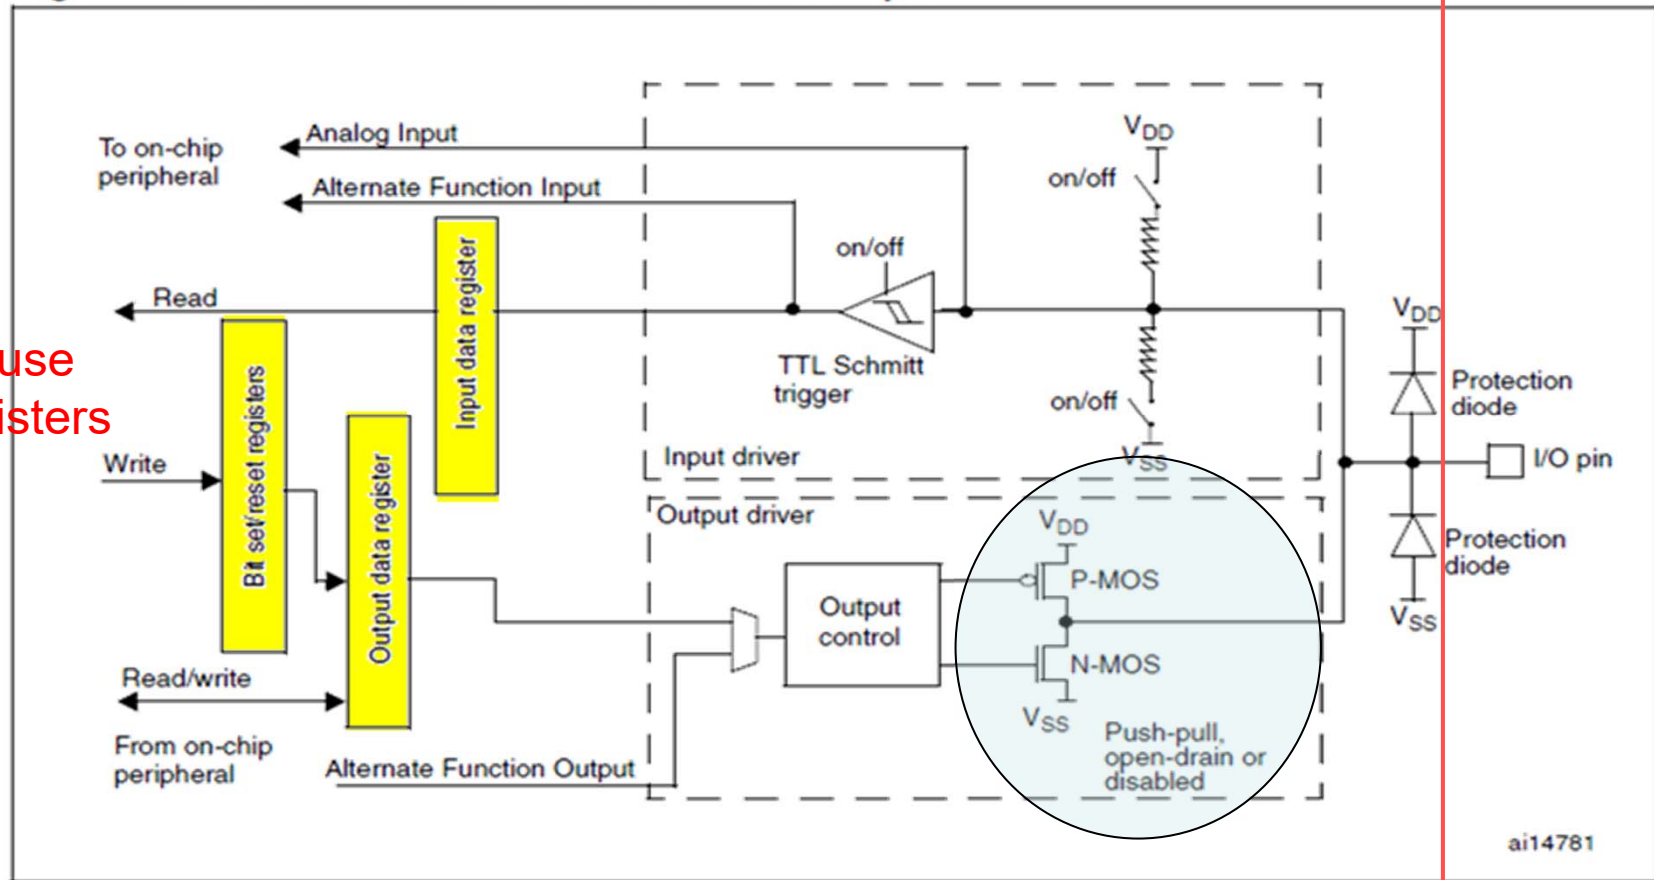 Analog Input
To on-chip
peripheral
Alternate Function Input
Read
use
isters
Write
Bit set/reset registers
Input data register
Output data register
Read/write
From on-chip
peripheral
Alternate Function Output
on/off
TTL Schmitt
trigger
VDD
on/off
on/off
VSS
Input driver
Output driver
Output
control
VDD
P-MOS
N-MOS
VSS
Push-pull,
open-drain or
disabled
VDD
Protection
diode
I/O pin
Protection
diode
VSS
ai14781